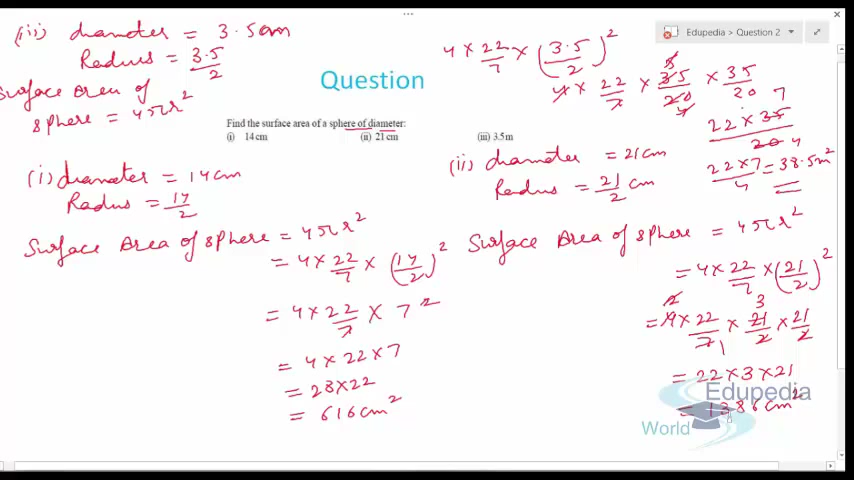 (iii) diameter = 3.5cm
Radius = 3.5/2
Surface Area of
sphere = 4πr²
Question
Find the surface area of a sphere of diameter:
(i) 14cm (ii) 21cm (iii) 3.5m
(i) diameter = 14cm
Radius = 14/2
Surface Area of sphere = 4πr²
= 4 × 22/7 × (14/2)²
= 4 × 22/7 × 7²
= 4 × 22 × 7
= 28 × 22
= 616 cm²
Edupedia > Question 2
4 × 22/7 × (3.5/2)²
4 × 22/7 × 35/20 × 35/20
22 × 35/20
22 × 7/4 = 38.5m²
(ii) diameter = 21cm
Radius = 21/2 cm
Surface Area of sphere = 4πr²
= 4 × 22/7 × (21/2)²
= 4 × 22/7 × 21/2 × 21/2
= 22 × 3 × 21
= 1386 cm²
Edupedia
World